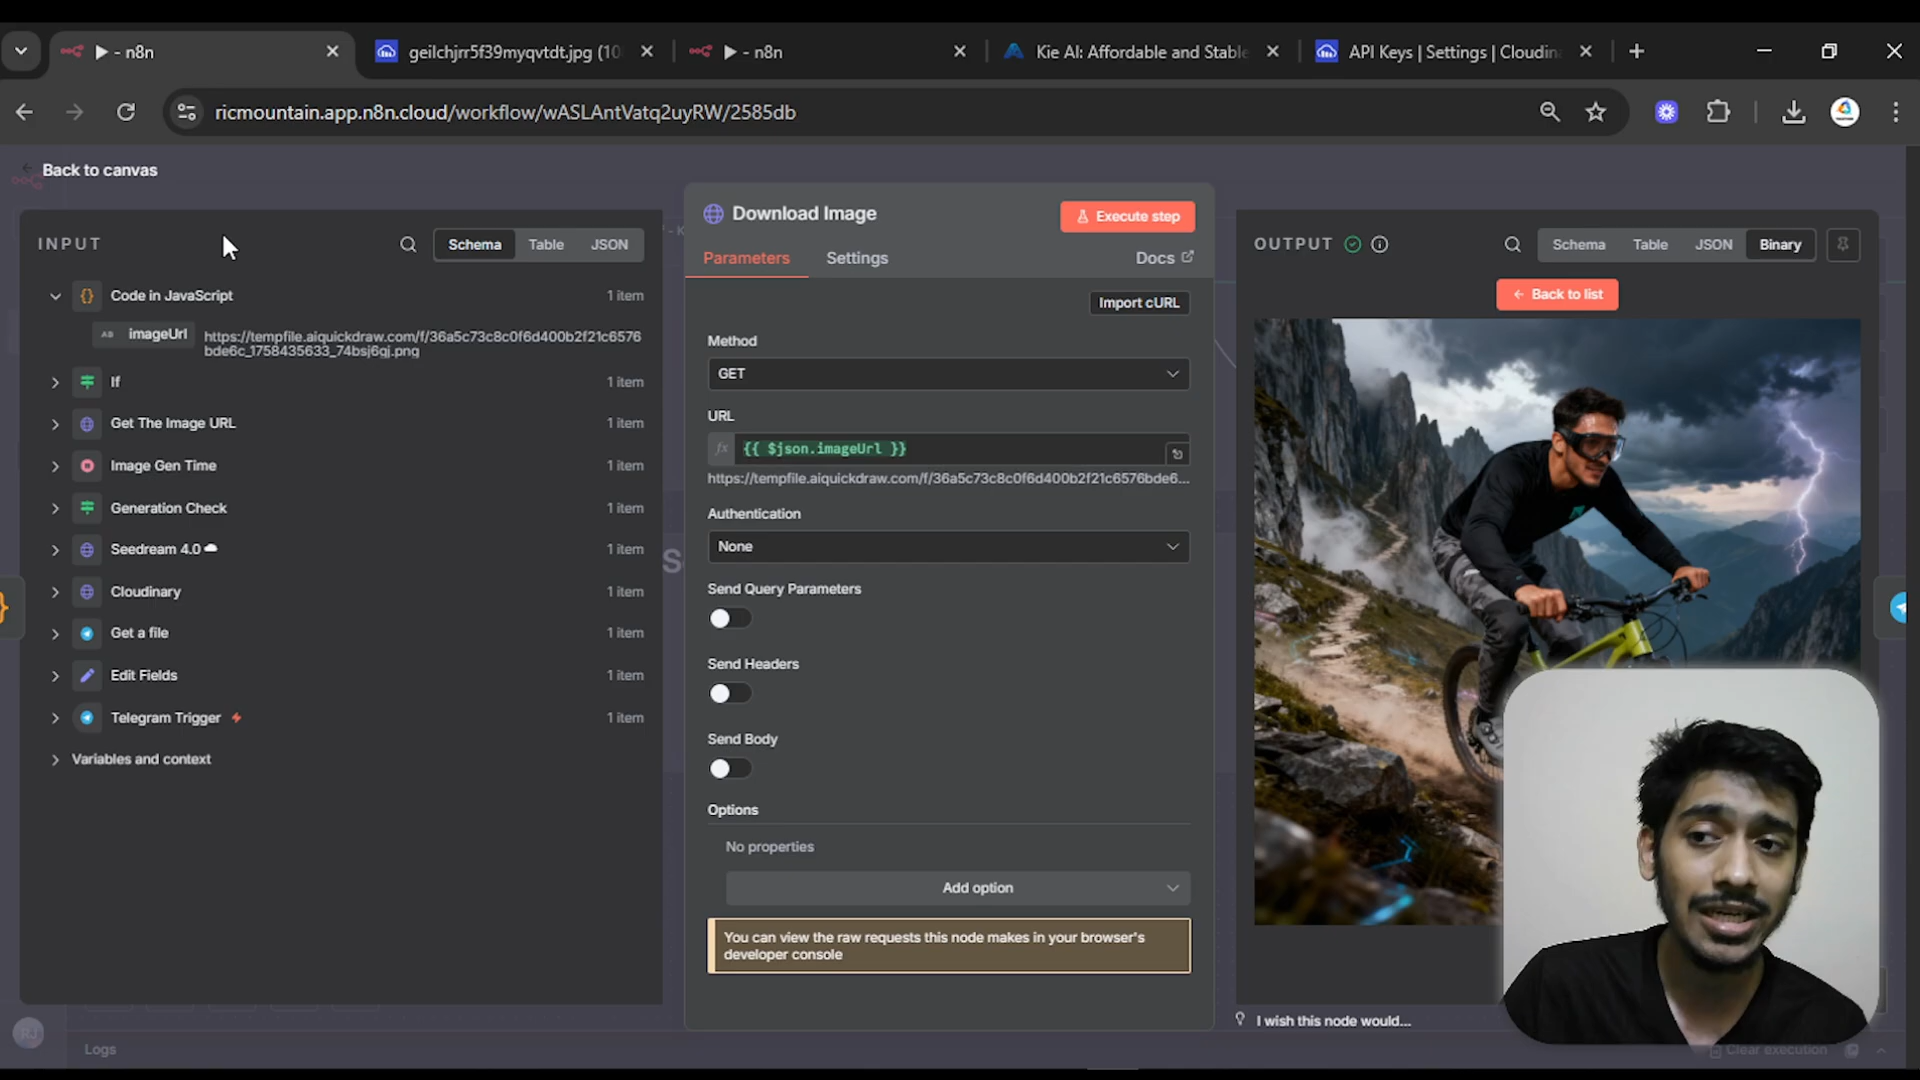 ▶ - n8n
geilchjrr5f39myqvtdt.jpg (10
▶ - n8n
Kie AI: Affordable and Stable
API Keys | Settings | Cloudina
ricmountain.app.n8n.cloud/workflow/wASLAntVatq2uyRW/2585db
Back to canvas
INPUT
Schema
Table
JSON
Code in JavaScript
1 item
AB
imageUrl
https://tempfile.aiquickdraw.com/f/36a5c73c8c0f6d400b2f21c6576
bde6c_1758435633_74bsj6gj.png
If
1 item
Get The Image URL
1 item
Image Gen Time
1 item
Generation Check
1 item
Seedream 4.0
1 item
Cloudinary
1 item
Get a file
1 item
Edit Fields
1 item
Telegram Trigger
1 item
Variables and context
Download Image
Execute step
Parameters
Settings
Docs
Import cURL
Method
GET
URL
fx
{{ $json.imageUrl }}
https://tempfile.aiquickdraw.com/f/36a5c73c8c0f6d400b2f21c6576bde6...
Authentication
None
Send Query Parameters
Send Headers
Send Body
Options
No properties
Add option
You can view the raw requests this node makes in your browser's
developer console
OUTPUT
Schema
Table
JSON
Binary
Back to list
I wish this node would...
RJ
Logs
Clear execution